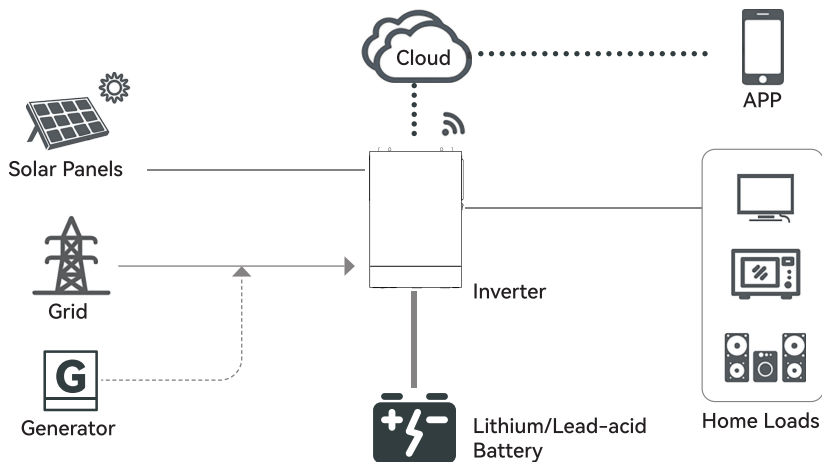 Cloud
APP
Solar Panels
Grid
Inverter
G
Generator
Lithium/Lead-acid
Battery
Home Loads